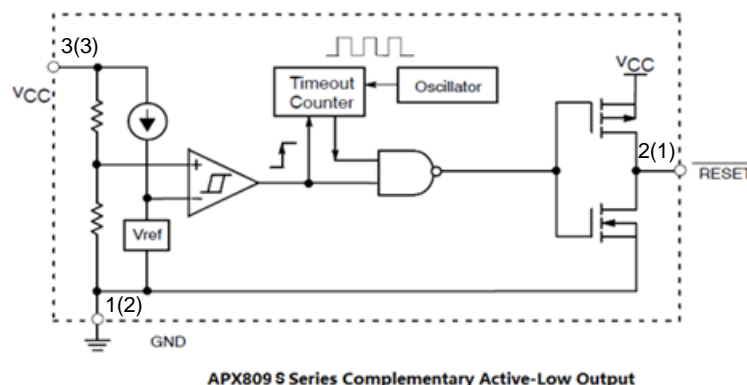 3(3)
VCC
Timeout
Counter
Oscillator
VCC
+
−
Vref
2(1)
RESET
1(2)
GND
APX809 S Series Complementary Active-Low Output